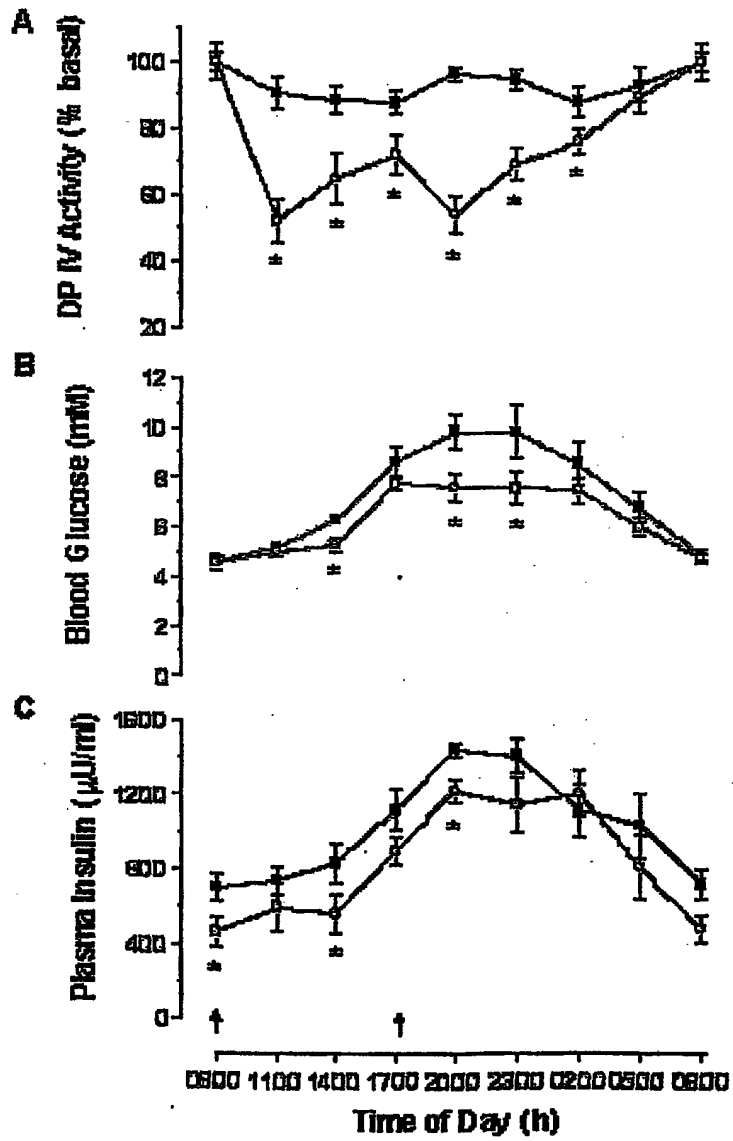 A
DP IV Activity (% basal)
100
80
60
40
20
* * * * * *
B
Blood Glucose (mM)
12
10
8
6
4
2
0
* * *
C
Plasma Insulin (µU/ml)
1600
1200
800
400
0
* * *
0800 1100 1400 1700 2000 2300 0200 0500 0800
Time of Day (h)